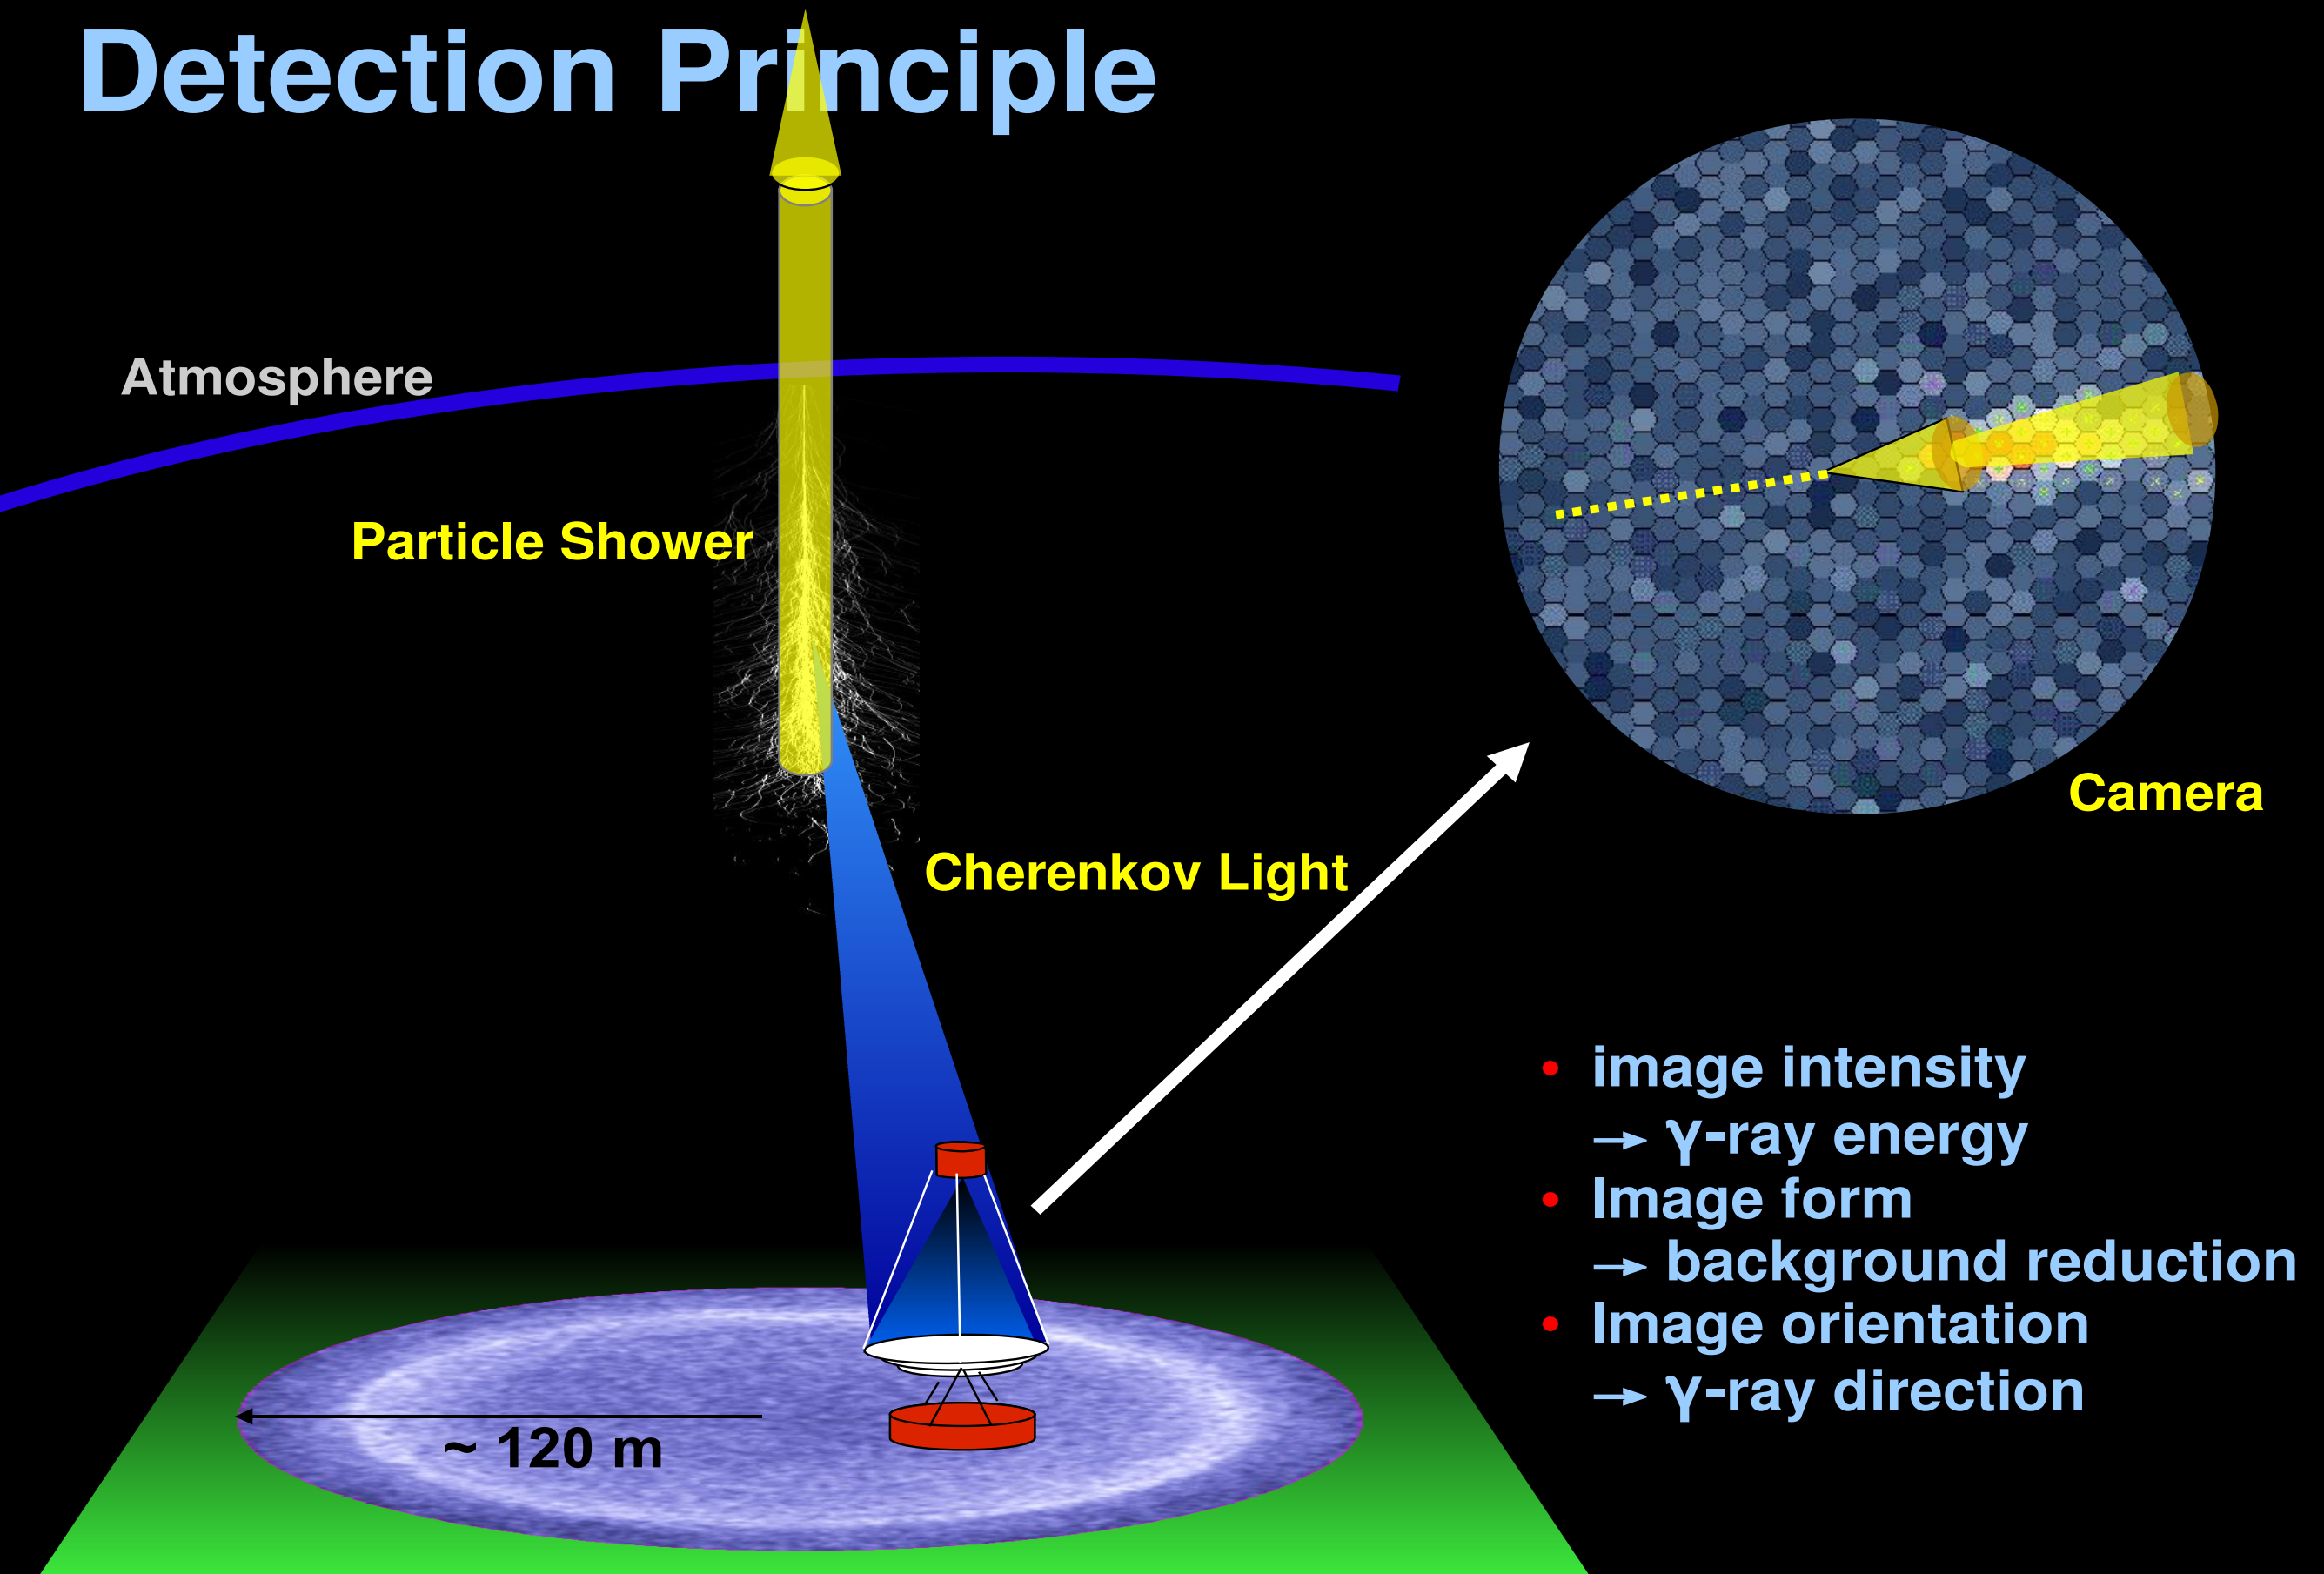 Detection Principle
Atmosphere
Particle Shower
Camera
Cherenkov Light
• image intensity
→ γ-ray energy
• Image form
→ background reduction
• Image orientation
→ γ-ray direction
~ 120 m